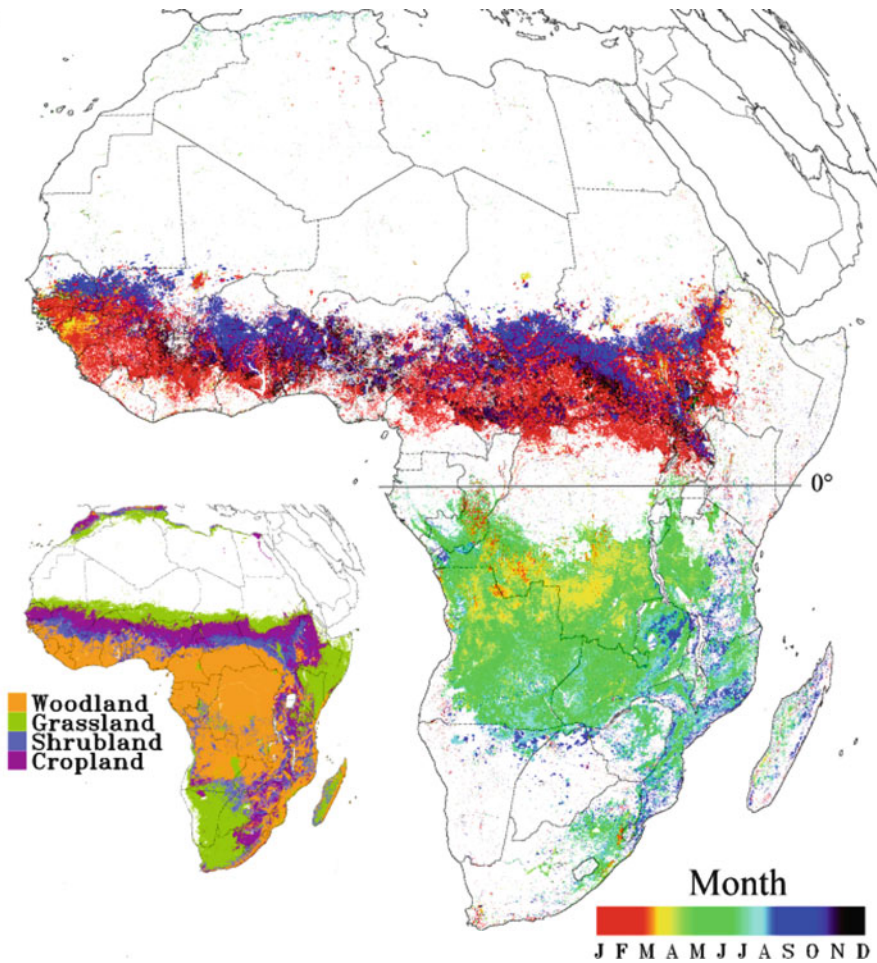 0°
Woodland
Grassland
Shrubland
Cropland
Month
J F M A M J J A S O N D